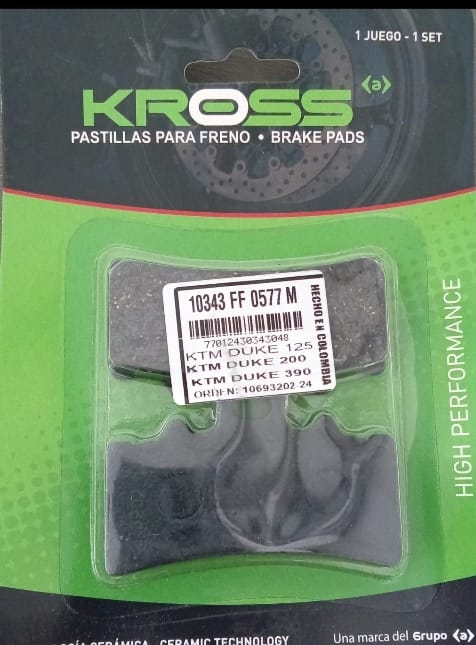 1 JUEGO - 1 SET
KROSS
PASTILLAS PARA FRENO • BRAKE PADS
10343 FF 0577 M
77012430343048
KTM DUKE 125
KTM DUKE 200
KTM DUKE 390
ORDEN: 10693202-24
HECHO EN COLOMBIA
HIGH PERFORMANCE
CERÁMICA - CERAMIC TECHNOLOGY
Una marca del Grupo (a)